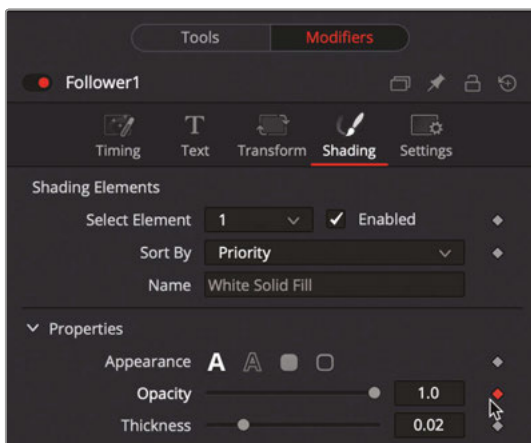 Tools Modifiers
Follower1
Timing Text Transform Shading Settings
Shading Elements
Select Element 1 Enabled
Sort By Priority
Name White Solid Fill
Properties
Appearance A A
Opacity 1.0
Thickness 0.02